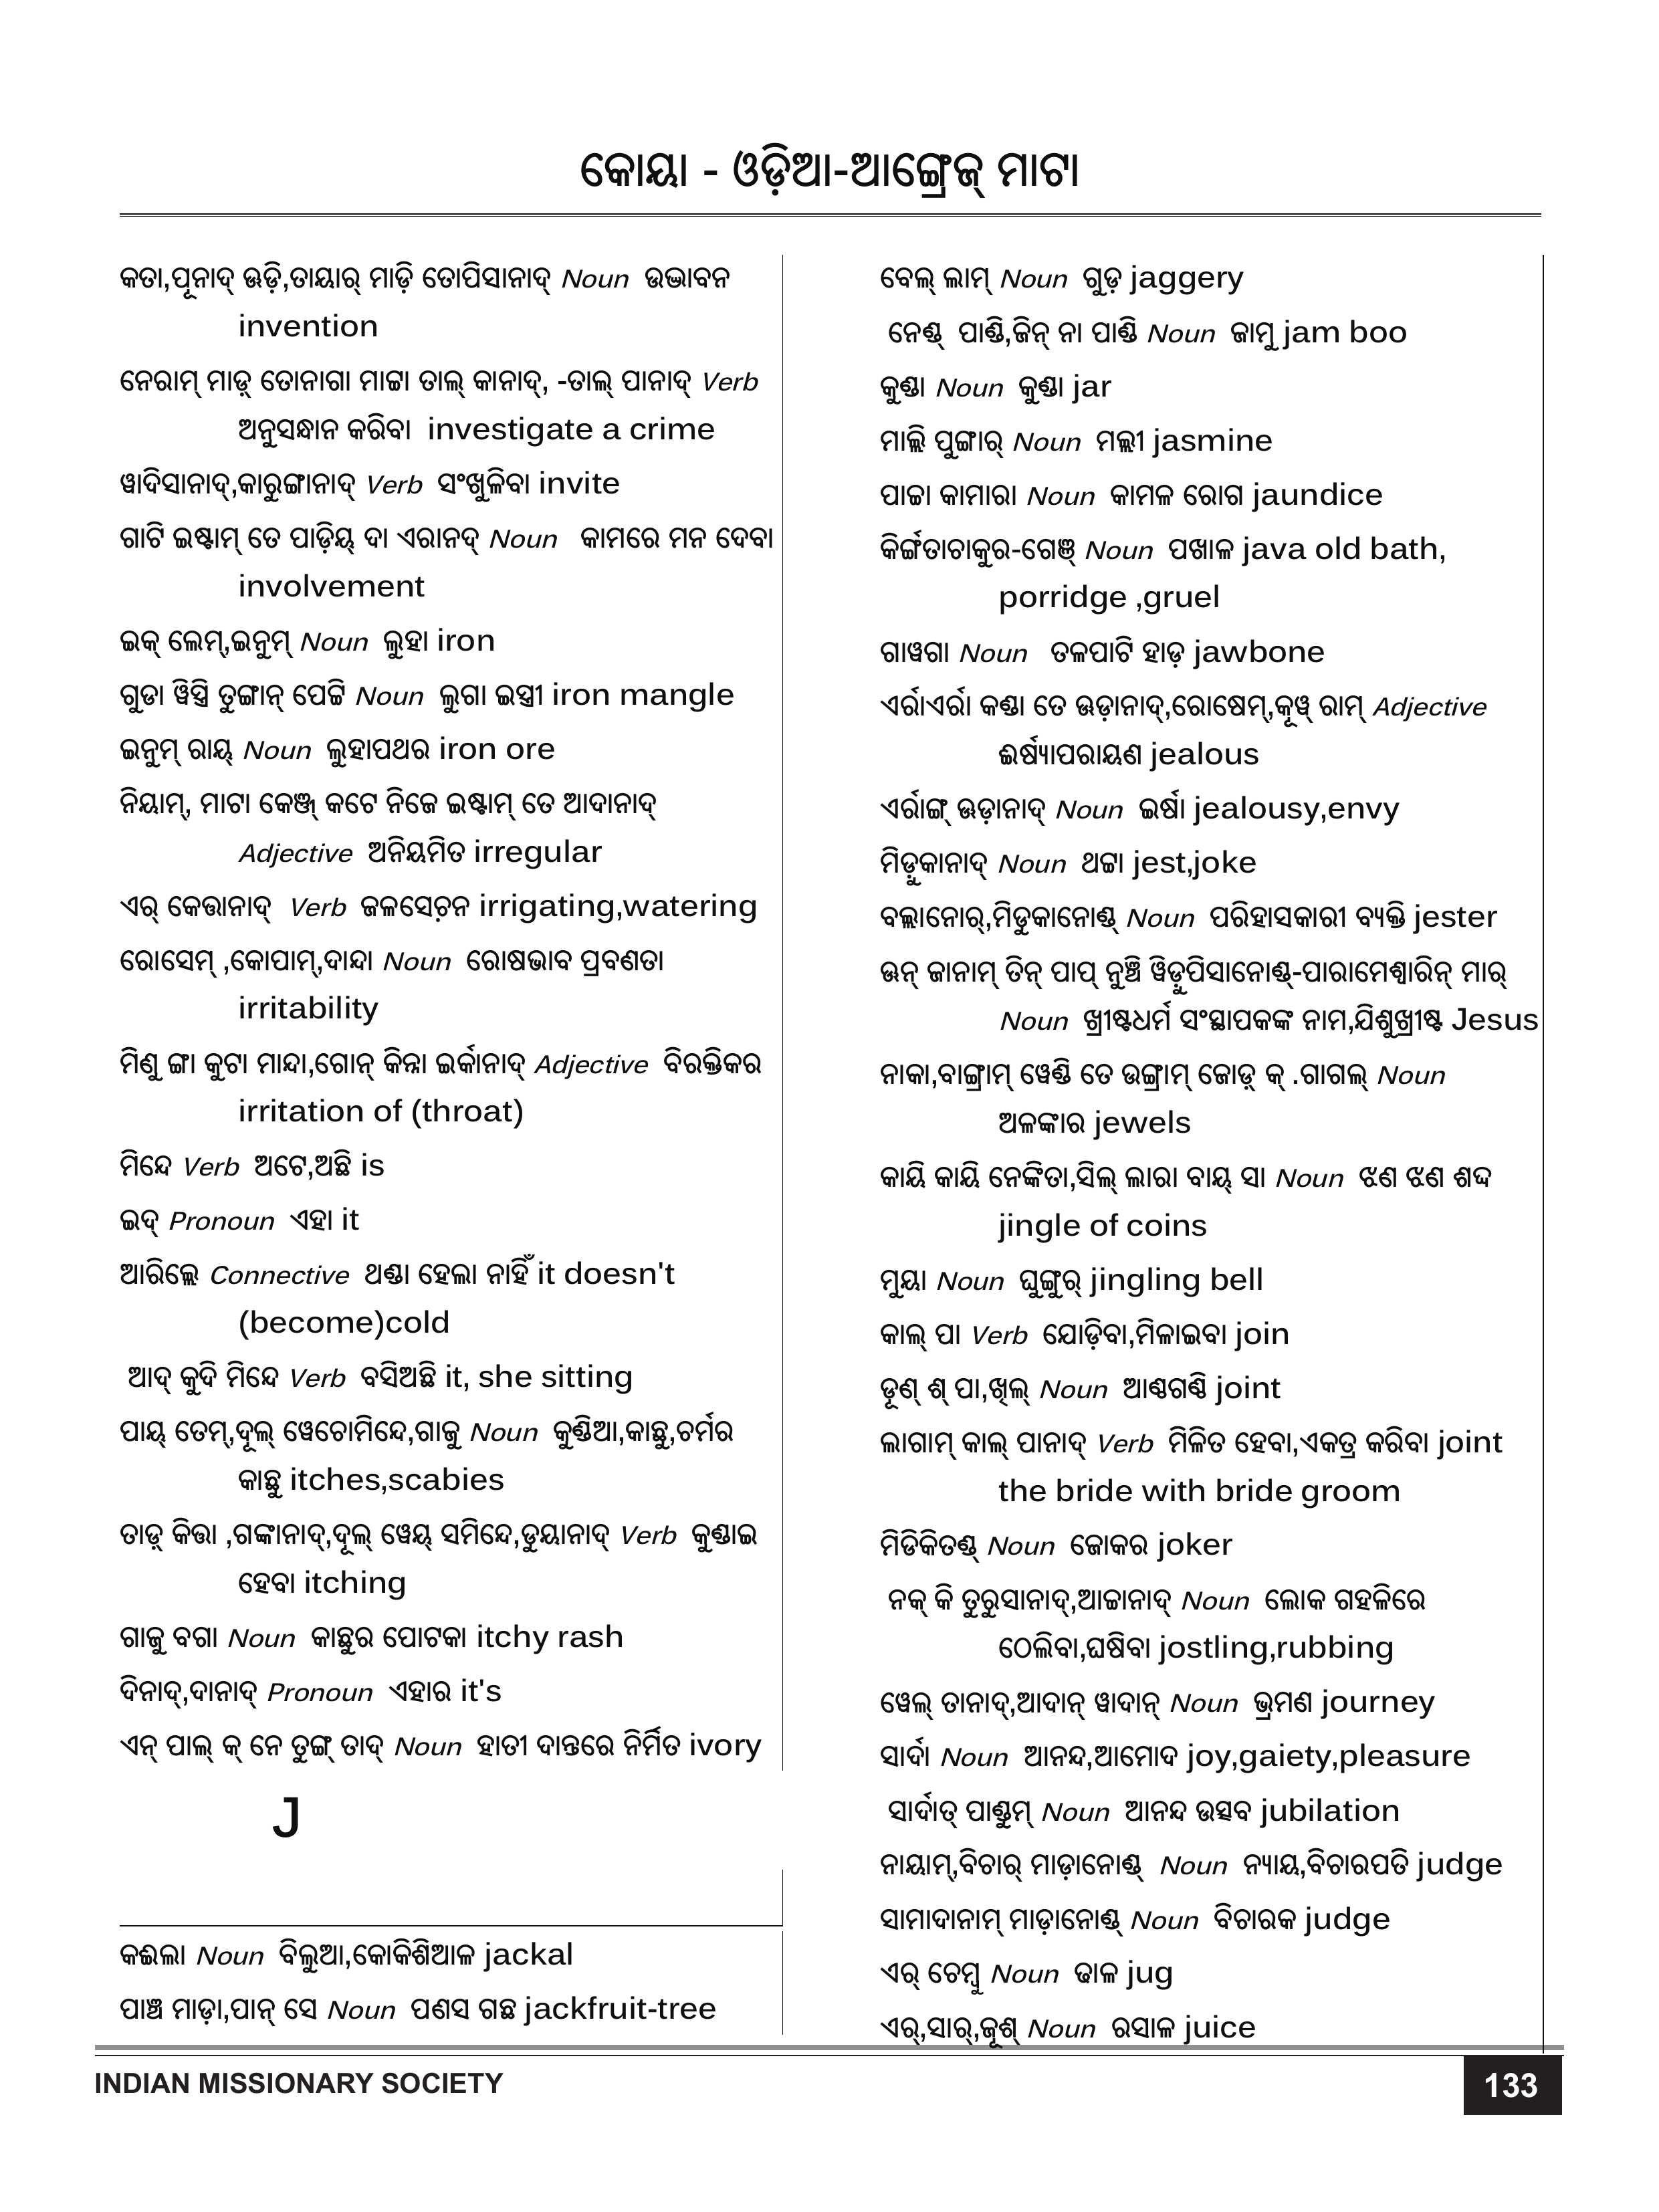 କୋୟା - ଓଡ଼ିଆ-ଆଙ୍ଗ୍ରେଜ୍ ମାଟା
କତା,ପୂନାଦ୍ ଊଡ଼ି,ତାୟାର୍ ମାଡ଼ି ତୋପିସାନାଦ୍ Noun ଉଦ୍ଭାବନ
invention
ନେରାମ୍ ମାଡ଼୍ ତୋନାଗା ମାଟ୍ଟା ତାଲ୍ କାନାଦ୍, -ତାଲ୍ ପାନାଦ୍ Verb
ଅନୁସନ୍ଧାନ କରିବା investigate a crime
ୱାଦିସାନାଦ୍,କାରୁଙ୍ଗାନାଦ୍ Verb ସଂଖୁଳିବା invite
ଗାଟି ଇଷ୍ଟାମ୍ ତେ ପାଡ଼ିୟ୍ ଦା ଏରାନଦ୍ Noun କାମରେ ମନ ଦେବା
involvement
ଇକ୍ ଲେମ୍,ଇନୁମ୍ Noun ଲୁହା iron
ଗୁଡା ୱିସ୍ତ୍ରି ତୁଙ୍ଗାନ୍ ପେଟ୍ଟି Noun ଲୁଗା ଇସ୍ତ୍ରୀ iron mangle
ଇନୁମ୍ ରାୟ୍ Noun ଲୁହାପଥର iron ore
ନିୟାମ୍, ମାଟା କେଞ୍ଜ୍ କଟେ ନିଜେ ଇଷ୍ଟାମ୍ ତେ ଆଦାନାଦ୍
Adjective ଅନିୟମିତ irregular
ଏର୍ କେତ୍ତାନାଦ୍ Verb ଜଳସେଚ଼ନ irrigating,watering
ରୋସେମ୍ ,କୋପାମ୍,ଦାନ୍ଦା Noun ରୋଷଭାବ ପ୍ରବଣତା
irritability
ମିଣୁ ଙ୍ଗା କୁଟା ମାନ୍ଦା,ଗୋନ୍ କିନ୍ନା ଇର୍କାନାଦ୍ Adjective ବିରକ୍ତିକର
irritation of (throat)
ମିନ୍ଦେ Verb ଅଟେ,ଅଛି is
ଇଦ୍ Pronoun ଏହା it
ଆରିଲ୍ଲେ Connective ଥଣ୍ଡା ହେଲା ନାହିଁ it doesn't
(become)cold
ଆଦ୍ କୁଦି ମିନ୍ଦେ Verb ବସିଅଛି it, she sitting
ପାୟ୍ ତେମ୍,ଦୂଲ୍ ୱେଚୋମିନ୍ଦେ,ଗାଜୁ Noun କୁଣ୍ଡିଆ,କାଛୁ,ଚର୍ମର
କାଛୁ itches,scabies
ତାଡ଼୍ କିତ୍ତା ,ଗଙ୍କାନାଦ୍,ଦୂଲ୍ ୱେୟ୍ ସମିନ୍ଦେ,ତୁୟାନାଦ୍ Verb କୁଣ୍ଡାଇ
ହେବା itching
ଗାଜୁ ବଗା Noun କାଛୁର ପୋଟକା itchy rash
ଦିନାଦ୍,ଦାନାଦ୍ Pronoun ଏହାର it's
ଏନ୍ ପାଲ୍ କ୍ ନେ ତୁଙ୍ଗ୍ ତାଦ୍ Noun ହାତୀ ଦାନ୍ତରେ ନିର୍ମିତ ivory
J
କଈଲା Noun ବିଲୁଆ,କୋକିଶିଆଳ jackal
ପାଞ୍ଚ ମାଡ଼ା,ପାନ୍ ସେ Noun ପଣସ ଗଛ jackfruit-tree
ବେଲ୍ ଲାମ୍ Noun ଗୁଡ଼ jaggery
ନେଣ୍ଡ୍ ପାଣ୍ଡି,ଜିନ୍ ନା ପାଣ୍ଡି Noun ଜାମୁ jam boo
କୁଣ୍ଡା Noun କୁଣ୍ଡା jar
ମାଲ୍ଲି ପୁଙ୍ଗାର୍ Noun ମଲ୍ଲୀ jasmine
ପାଚ୍ଚା କାମାରା Noun କାମଳ ରୋଗ jaundice
କିର୍ଙ୍ଗତାଚାକୁର-ଗେଞ୍ଜ୍ Noun ପଖାଳ java old bath,
porridge ,gruel
ଗାୱଗା Noun ତଳପାଟି ହାଡ଼ jawbone
ଏର୍ରାଏର୍ରା କଣ୍ଡା ତେ ଊଡ଼ାନାଦ୍,ରୋଷେମ୍,କୂୱ୍ ରାମ୍ Adjective
ଈର୍ଷ୍ୟାପରାୟଣ jealous
ଏର୍ରାଙ୍ଗ୍ ଊଡ଼ାନାଦ୍ Noun ଇର୍ଷା jealousy,envy
ମିଡ଼ୁକାନାଦ୍ Noun ଥଟ୍ଟା jest,joke
ବଲ୍ଲାନୋର୍,ମିଡୁକାନୋଣ୍ଡ୍ Noun ପରିହାସକାରୀ ବ୍ୟକ୍ତି jester
ଊନ୍ ଜାନାମ୍ ତିନ୍ ପାପ୍ ନୁଞ୍ଚି ୱିଡ଼ୁପିସାନୋଣ୍ଡ୍-ପାରାମେଶ୍ୱାରିନ୍ ମାର୍
Noun ଖ୍ରୀଷ୍ଟଧର୍ମ ସଂସ୍ଥାପକଙ୍କ ନାମ,ଯିଶୁଖ୍ରୀଷ୍ଟ Jesus
ନାକା,ବାଙ୍ଗ୍ରାମ୍ ୱେଣ୍ଡି ତେ ଉଙ୍ଗ୍ରାମ୍ ଜୋଡ଼୍ କ୍ .ଗାଗଲ୍ Noun
ଅଳଙ୍କାର jewels
କାୟି କାୟି ନେଙ୍କିତା,ସିଲ୍ ଲାରା ବାୟ୍ ସା Noun ଝଣ ଝଣ ଶବ୍ଦ
jingle of coins
ମୁୟା Noun ଘୁଙ୍ଗୁର୍ jingling bell
କାଲ୍ ପା Verb ଯୋଡ଼ିବା,ମିଳାଇବା join
ଡୂଣ୍ ଶ୍ ପା,ଖିଲ୍ Noun ଆଣ୍ଠଗଣ୍ଠି joint
ଲାଗାମ୍ କାଲ୍ ପାନାଦ୍ Verb ମିଳିତ ହେବା,ଏକତ୍ର କରିବା joint
the bride with bride groom
ମିଡିକିତଣ୍ଡ୍ Noun ଜୋକର joker
ନକ୍ କି ତୁରୁସାନାଦ୍,ଆଚ୍ଚାନାଦ୍ Noun ଲୋକ ଗହଳିରେ
ଠେଲିବା,ଘଷିବା jostling,rubbing
ୱେଲ୍ ତାନାଦ୍,ଆଦାନ୍ ୱାଦାନ୍ Noun ଭ୍ରମଣ journey
ସାର୍ଦା Noun ଆନନ୍ଦ,ଆମୋଦ joy,gaiety,pleasure
ସାର୍ଦାତ୍ ପାଣ୍ଡୁମ୍ Noun ଆନନ୍ଦ ଉତ୍ସବ jubilation
ନାୟାମ୍,ବିଚାର୍ ମାଡ଼ାନୋଣ୍ଡ୍ Noun ନ୍ୟାୟ,ବିଚାରପତି judge
ସାମାଦାନାମ୍ ମାଡ଼ାନୋଣ୍ଡ୍ Noun ବିଚାରକ judge
ଏର୍ ଚେମ୍ବୁ Noun ଢାଳ jug
ଏର୍,ସାର୍,ଜୂଶ୍ Noun ରସାଳ juice
INDIAN MISSIONARY SOCIETY
133